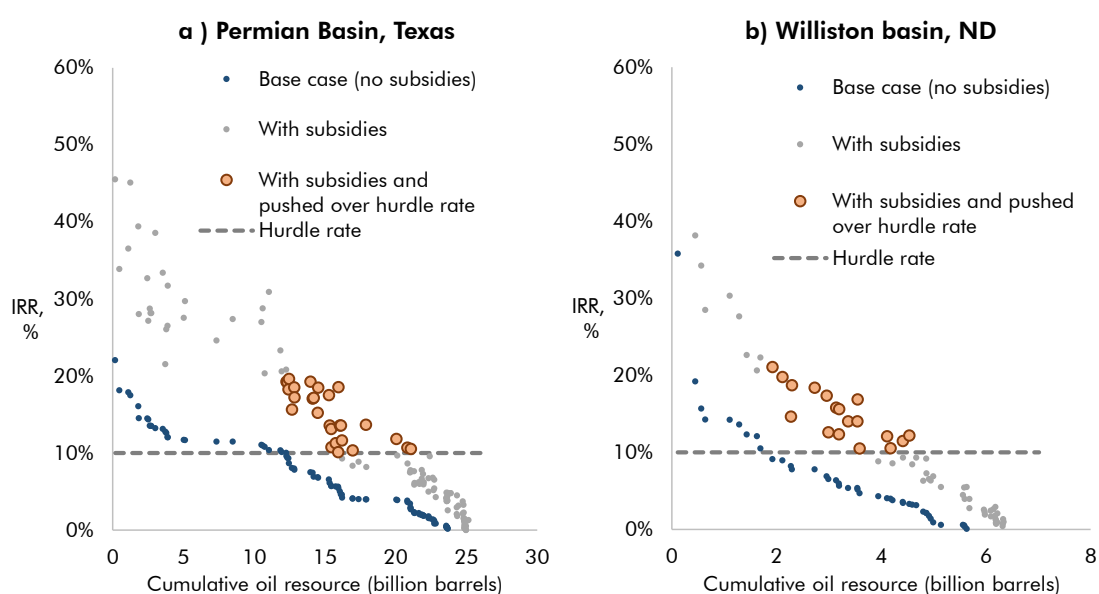 a ) Permian Basin, Texas
60%
50%
40%
30%
20%
10%
0%
IRR,
%
Base case (no subsidies)
With subsidies
With subsidies and
pushed over hurdle rate
Hurdle rate
0 5 10 15 20 25 30
Cumulative oil resource (billion barrels)
b) Williston basin, ND
60%
50%
40%
30%
20%
10%
0%
IRR,
%
Base case (no subsidies)
With subsidies
With subsidies and pushed
over hurdle rate
Hurdle rate
0 2 4 6 8
Cumulative oil resource (billion barrels)